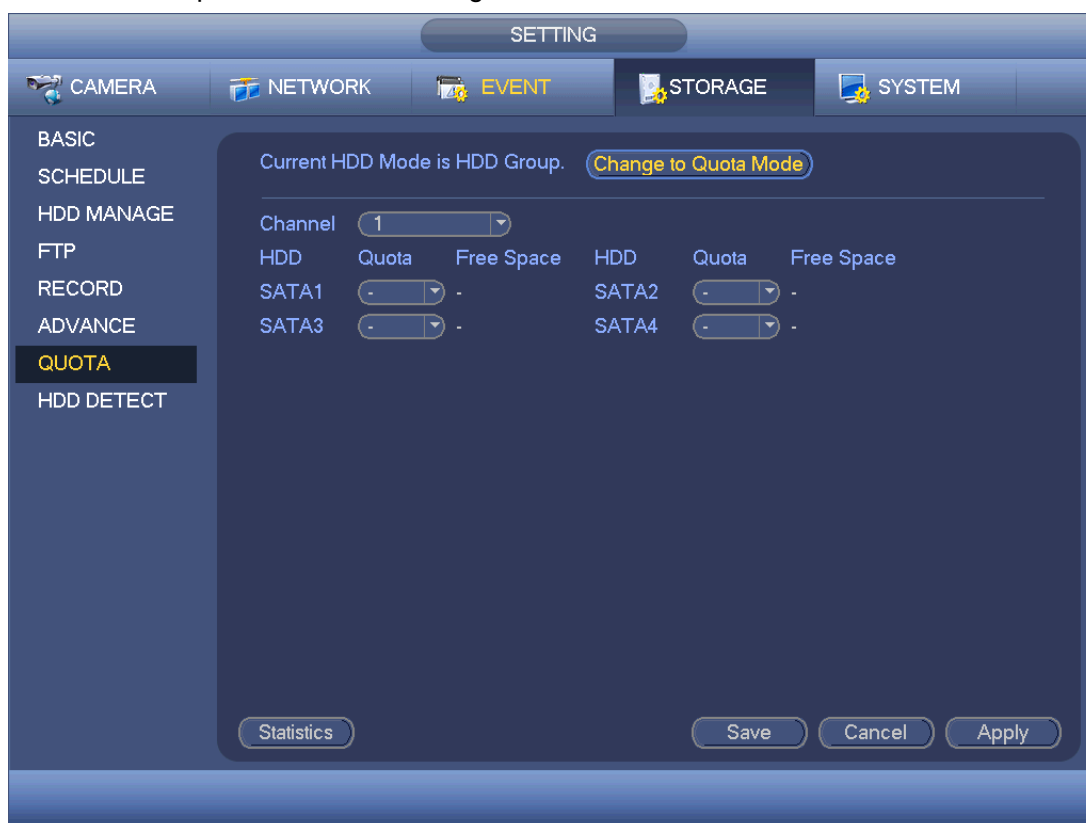 SETTING
CAMERA NETWORK EVENT STORAGE SYSTEM
BASIC
SCHEDULE
HDD MANAGE
FTP
RECORD
ADVANCE
QUOTA
HDD DETECT
Current HDD Mode is HDD Group. Change to Quota Mode
Channel 1
HDD Quota Free Space HDD Quota Free Space
SATA1 - - SATA2 - -
SATA3 - - SATA4 - -
Statistics Save Cancel Apply